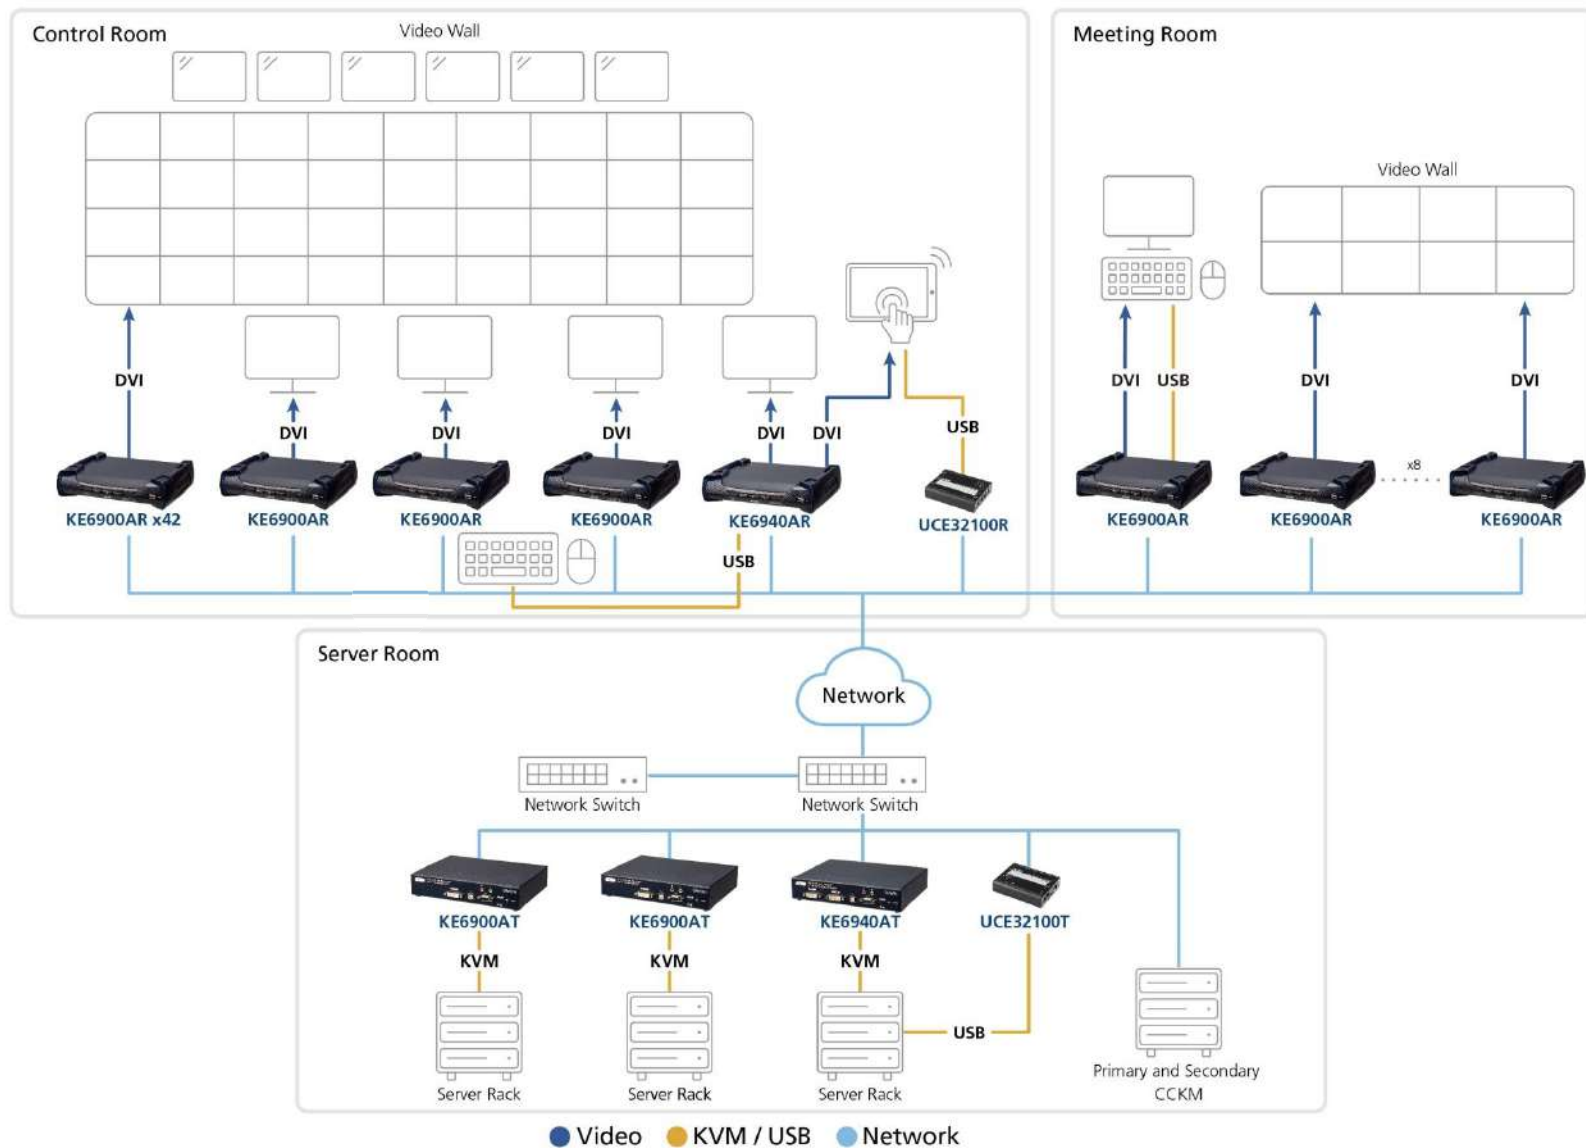 Control Room
Video Wall
DVI
DVI
DVI
DVI
DVI
DVI
USB
KE6900AR x42
KE6900AR
KE6900AR
KE6900AR
KE6940AR
UCE32100R
USB
Meeting Room
Video Wall
DVI
USB
DVI
DVI
x8
KE6900AR
KE6900AR
KE6900AR
Server Room
Network
Network Switch
Network Switch
KE6900AT
KE6900AT
KE6940AT
UCE32100T
KVM
KVM
KVM
USB
Server Rack
Server Rack
Server Rack
Primary and Secondary
CCKM
Video
KVM / USB
Network